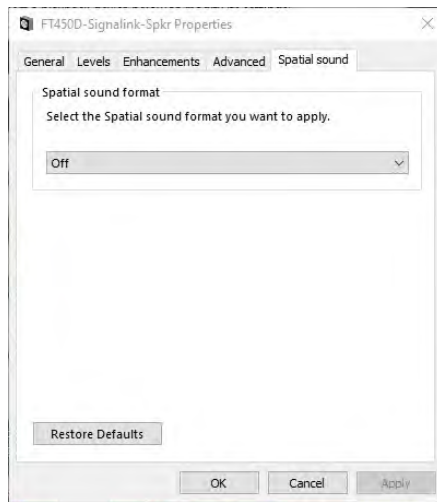 FT450D-Signalink-Spkr Properties
General Levels Enhancements Advanced Spatial sound
Spatial sound format
Select the Spatial sound format you want to apply.
Off
Restore Defaults
OK Cancel Apply